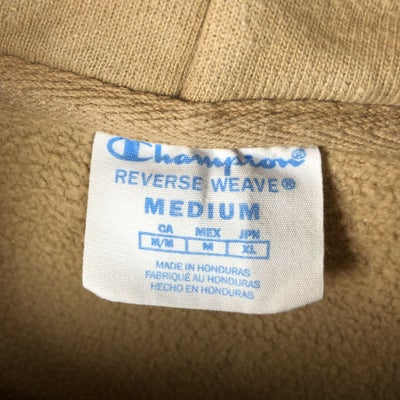 Champion®
REVERSE WEAVE®
MEDIUM
CA MEX JPN
M/M M XL
MADE IN HONDURAS
FABRIQUÉ AU HONDURAS
HECHO EN HONDURAS